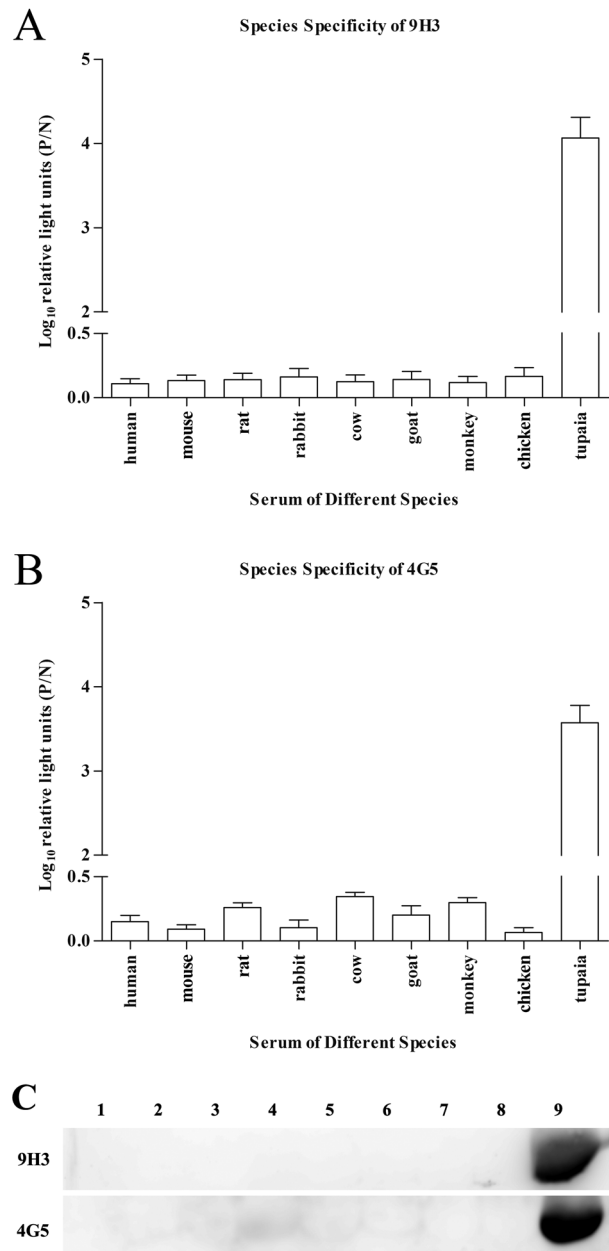 A
Species Specificity of 9H3
Log10 relative light units (P/N)
5
4
3
2
0.5
0.0
human
mouse
rat
rabbit
cow
goat
monkey
chicken
tupaia
Serum of Different Species
B
Species Specificity of 4G5
Log10 relative light units (P/N)
5
4
3
2
0.5
0.0
human
mouse
rat
rabbit
cow
goat
monkey
chicken
tupaia
Serum of Different Species
C
1 2 3 4 5 6 7 8 9
9H3
4G5